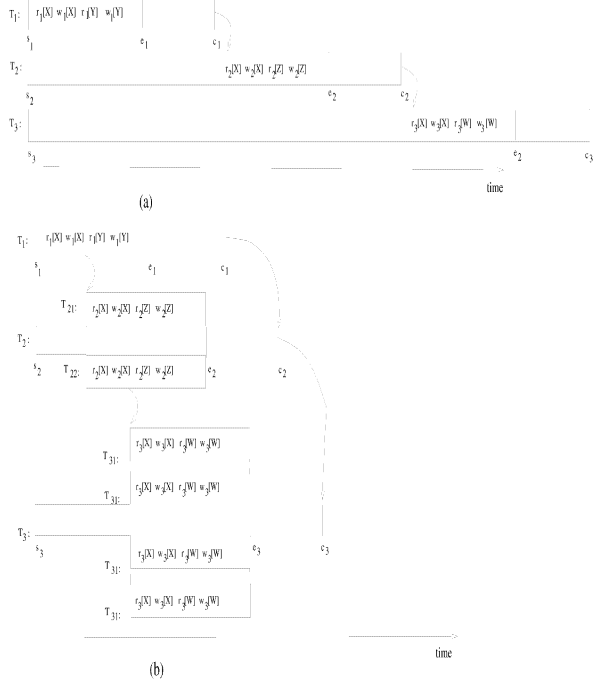 T1: r1[X] w1[X] r1[Y] w1[Y]
s1 e1 c1
T2: r2[X] w2[X] r2[Z] w2[Z]
s2 e2 c2
T3: r3[X] w3[X] r3[W] w3[W]
s3 e2 c3
time
(a)
T1: r1[X] w1[X] r1[Y] w1[Y]
s1 e1 c1
T21: r2[X] w2[X] r2[Z] w2[Z]
T2:
s2 T22: r2[X] w2[X] r2[Z] w2[Z] e2 c2
r3[X] w3[X] r3[W] w3[W]
T31:
r3[X] w3[X] r3[W] w3[W]
T31:
T3:
s3 e3 c3
r3[X] w3[X] r3[W] w3[W]
T31:
r3[X] w3[X] r3[W] w3[W]
T31:
time
(b)